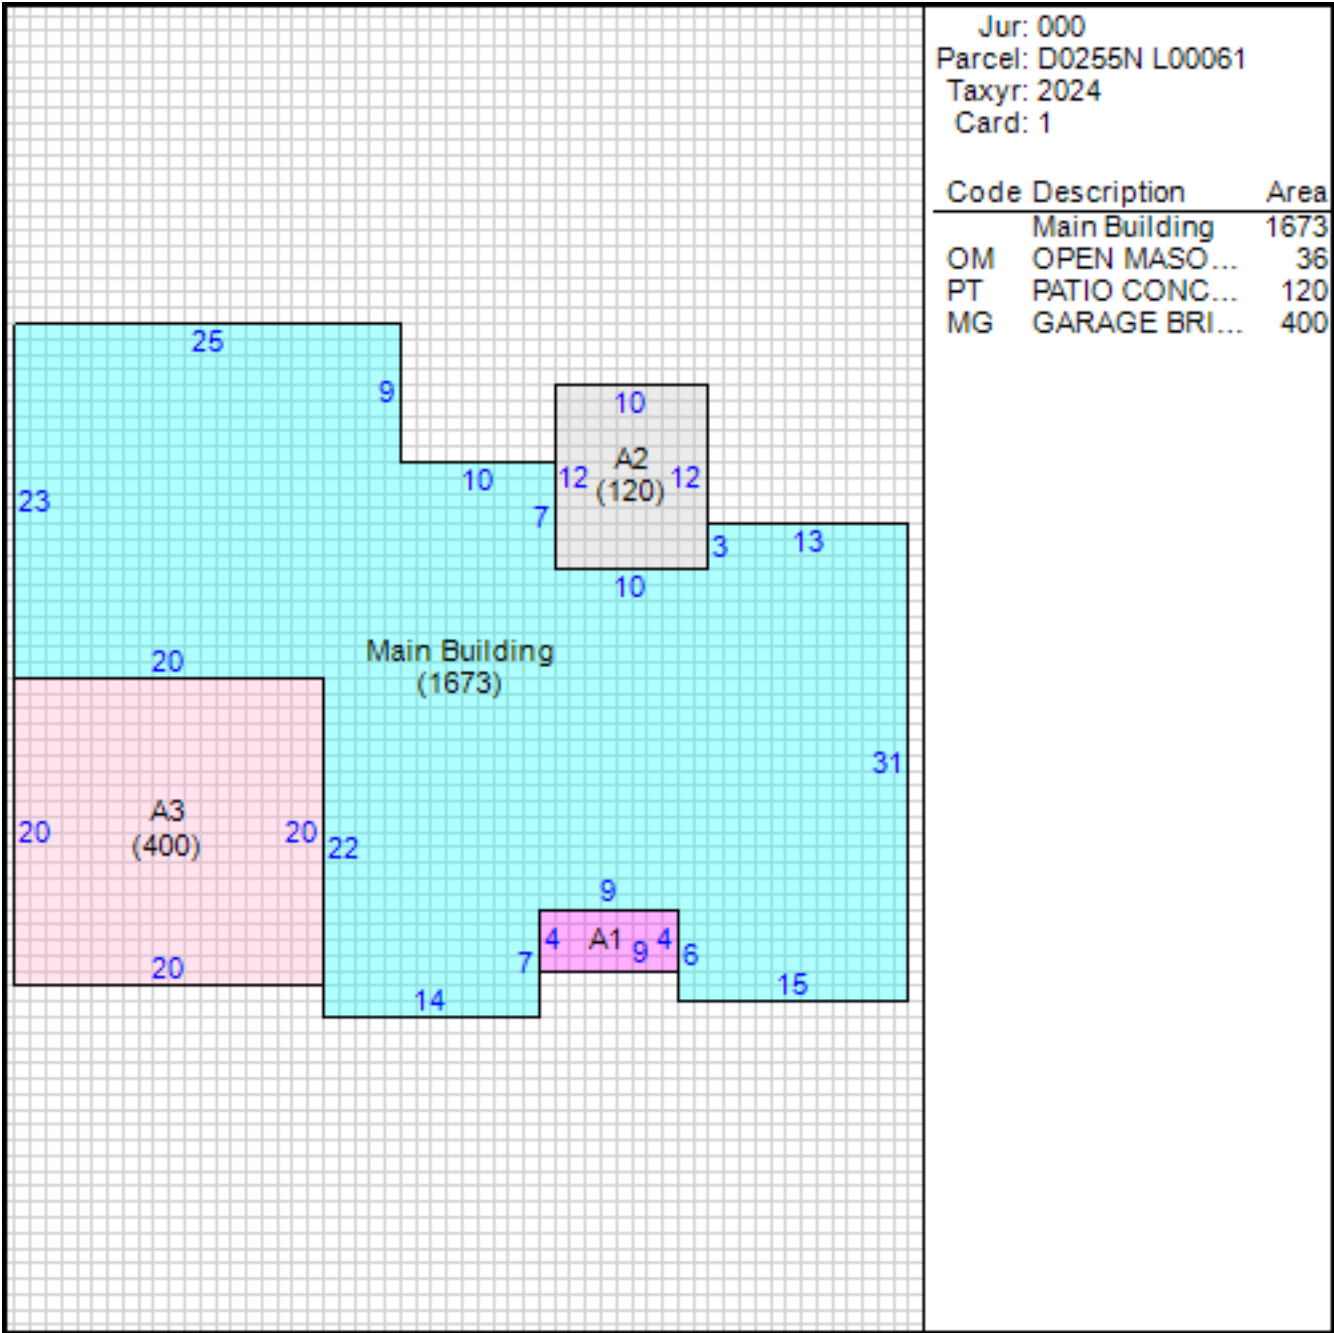 Jur: 000
Parcel: D0255N L00061
Taxyr: 2024
Card: 1
Code Description Area
Main Building 1673
OM OPEN MASO... 36
PT PATIO CONC... 120
MG GARAGE BRI... 400
25
9
10
10
A2
12 12
(120)
23
7
3
13
10
Main Building
(1673)
20
31
A3
20 20
(400)
22
9
4 A1 9 4
7
6
20
15
14